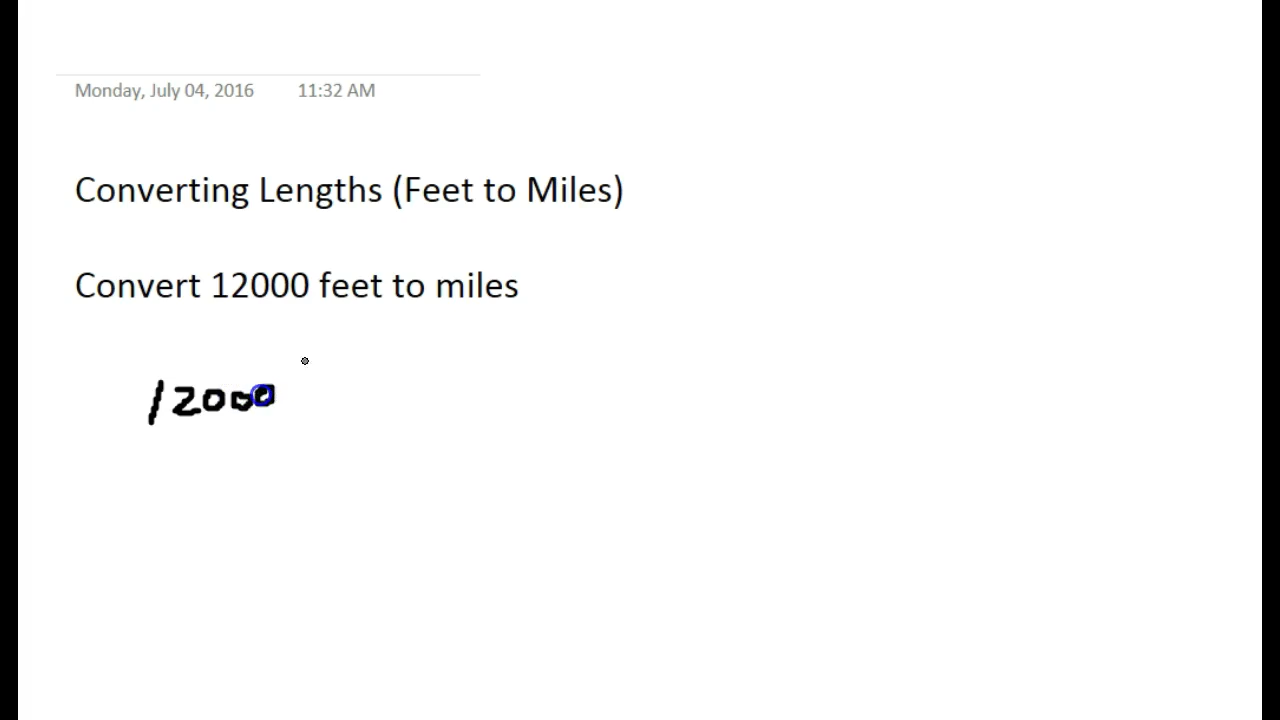 Monday, July 04, 2016 11:32 AM
Converting Lengths (Feet to Miles)
Convert 12000 feet to miles
12000